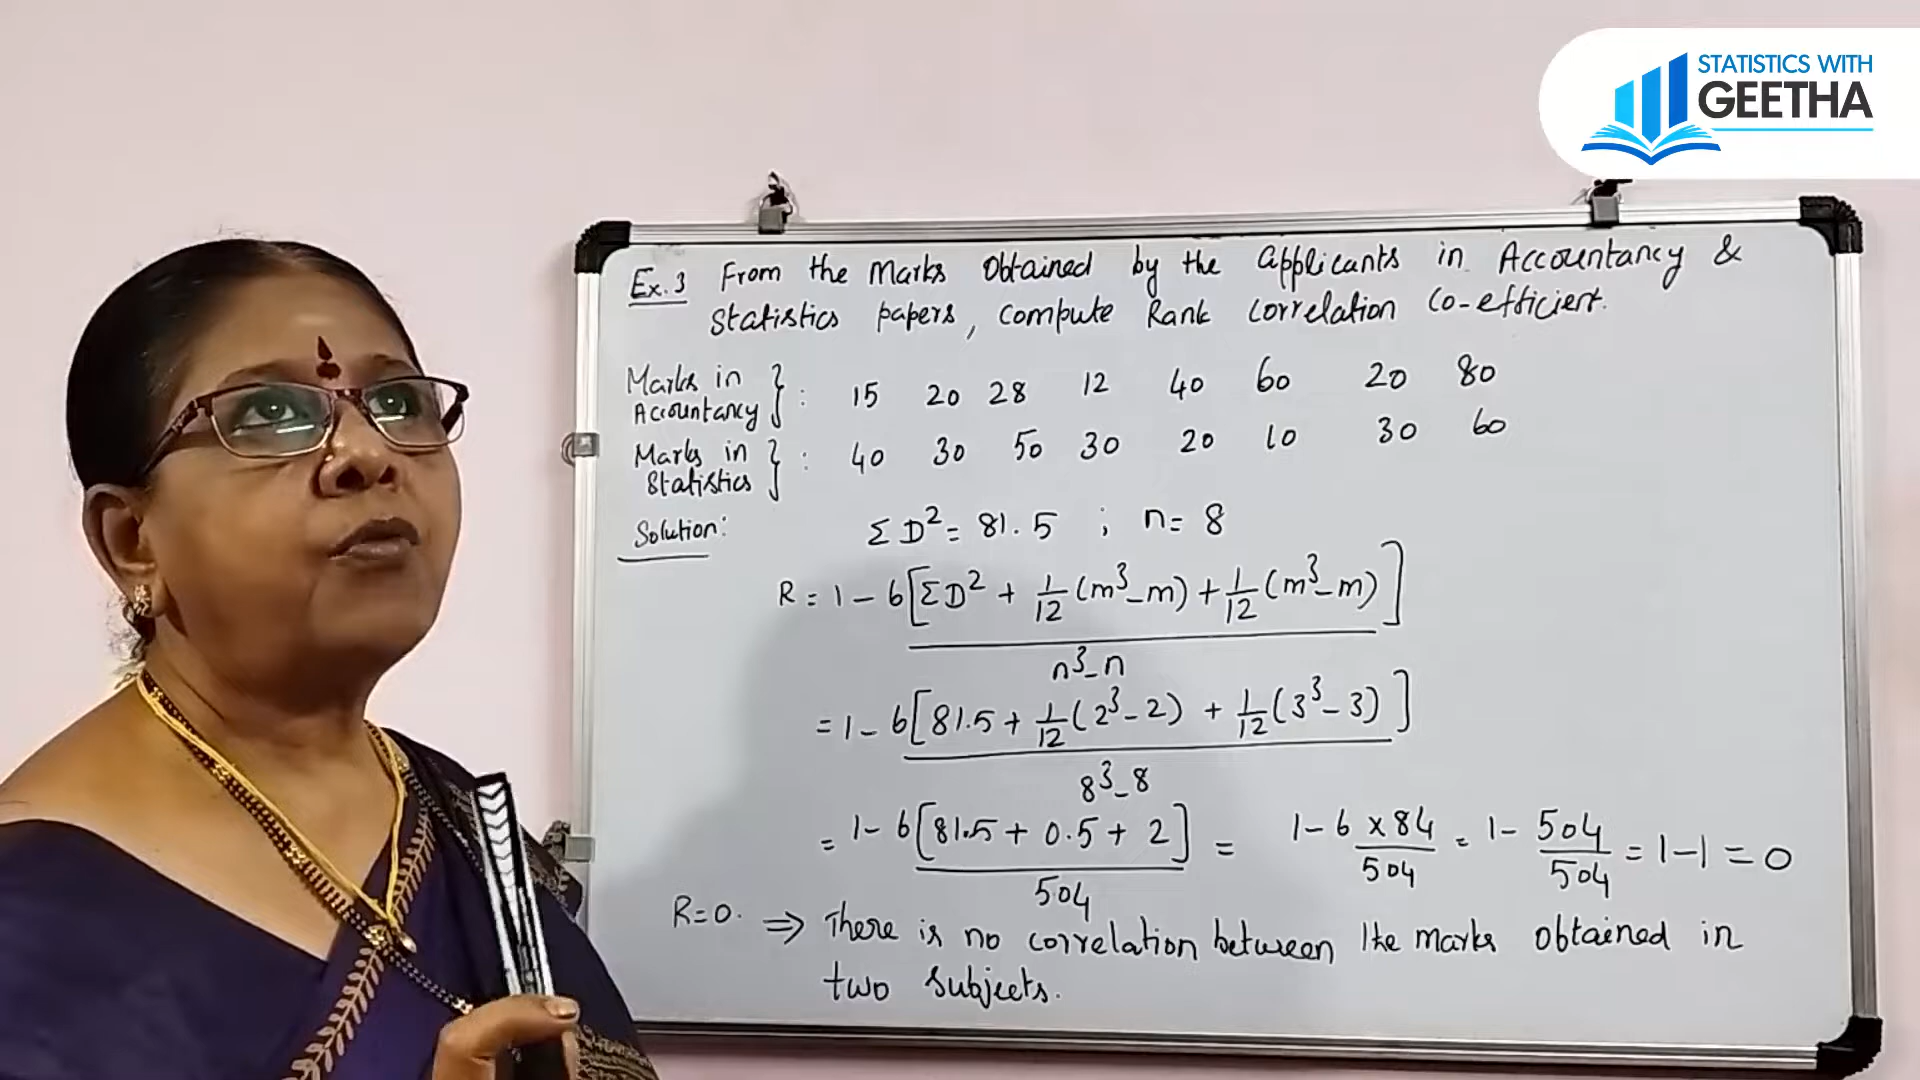 STATISTICS WITH
GEETHA
Ex.3 From the Marks Obtained by the Applicants in Accountancy &
Statistics papers, compute Rank Correlation Co-efficient.
Marks in Accountancy } : 15 20 28 12 40 60 20 80
Marks in Statistics } : 40 30 50 30 20 10 30 60
Solution: ΣD² = 81.5 ; n = 8
R = 1 - 6[ΣD² + 1/12 (m³-m) + 1/12 (m³-m)] / n³-n
= 1 - 6[81.5 + 1/12 (2³-2) + 1/12 (3³-3)] / 8³-8
= 1 - 6[81.5 + 0.5 + 2] / 504 = 1 - 6 x 84 / 504 = 1 - 504/504 = 1-1 = 0
R=0. ⇒ There is no correlation between the marks obtained in
two subjects.